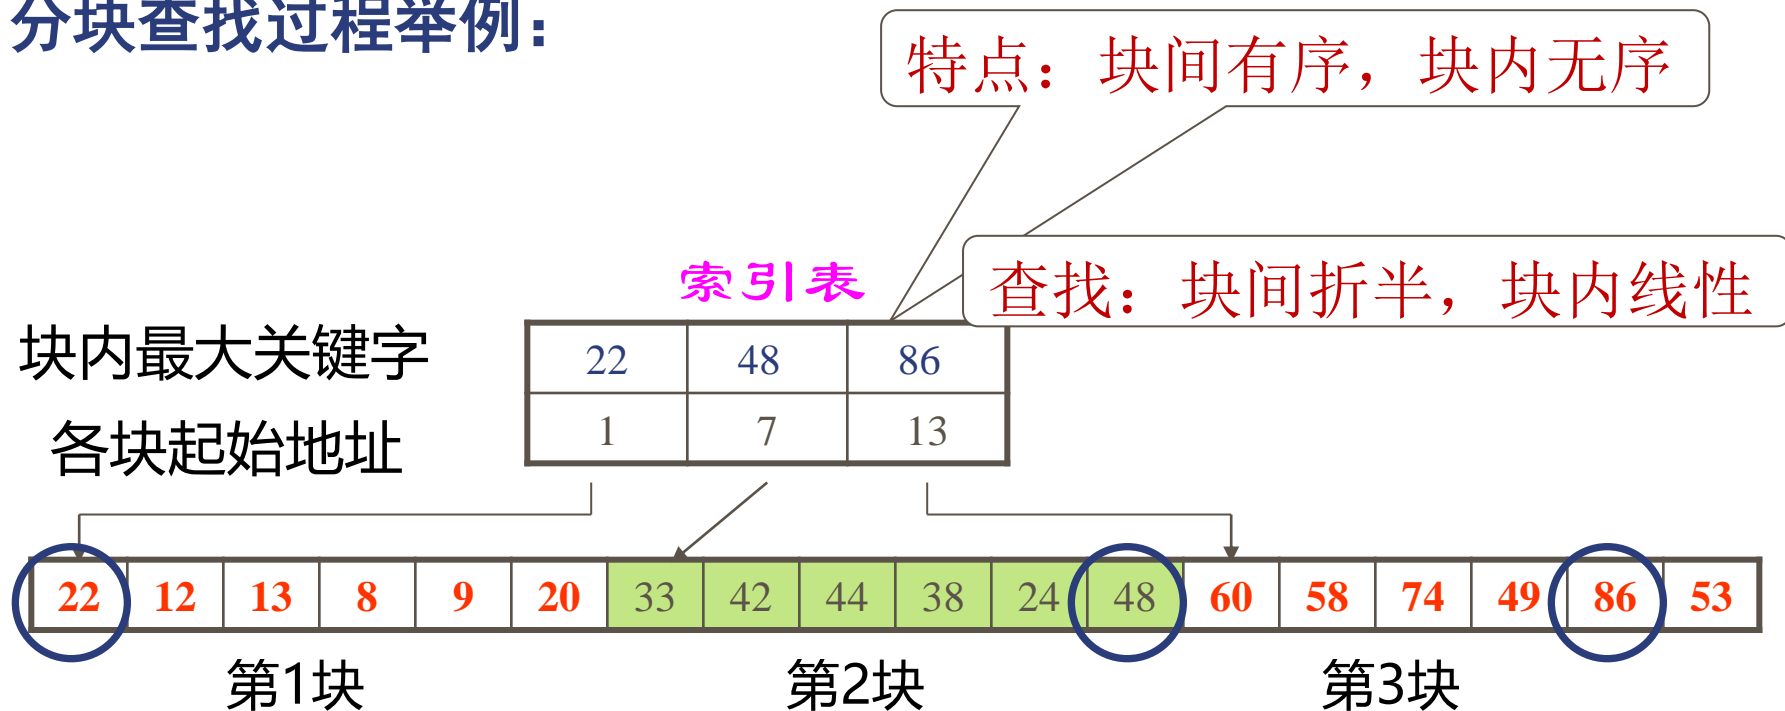 分块查找过程举例：
特点：块间有序，块内无序
查找：块间折半，块内线性
索引表
块内最大关键字 22 48 86
各块起始地址 1 7 13
22 12 13 8 9 20 33 42 44 38 24 48 60 58 74 49 86 53
第1块 第2块 第3块